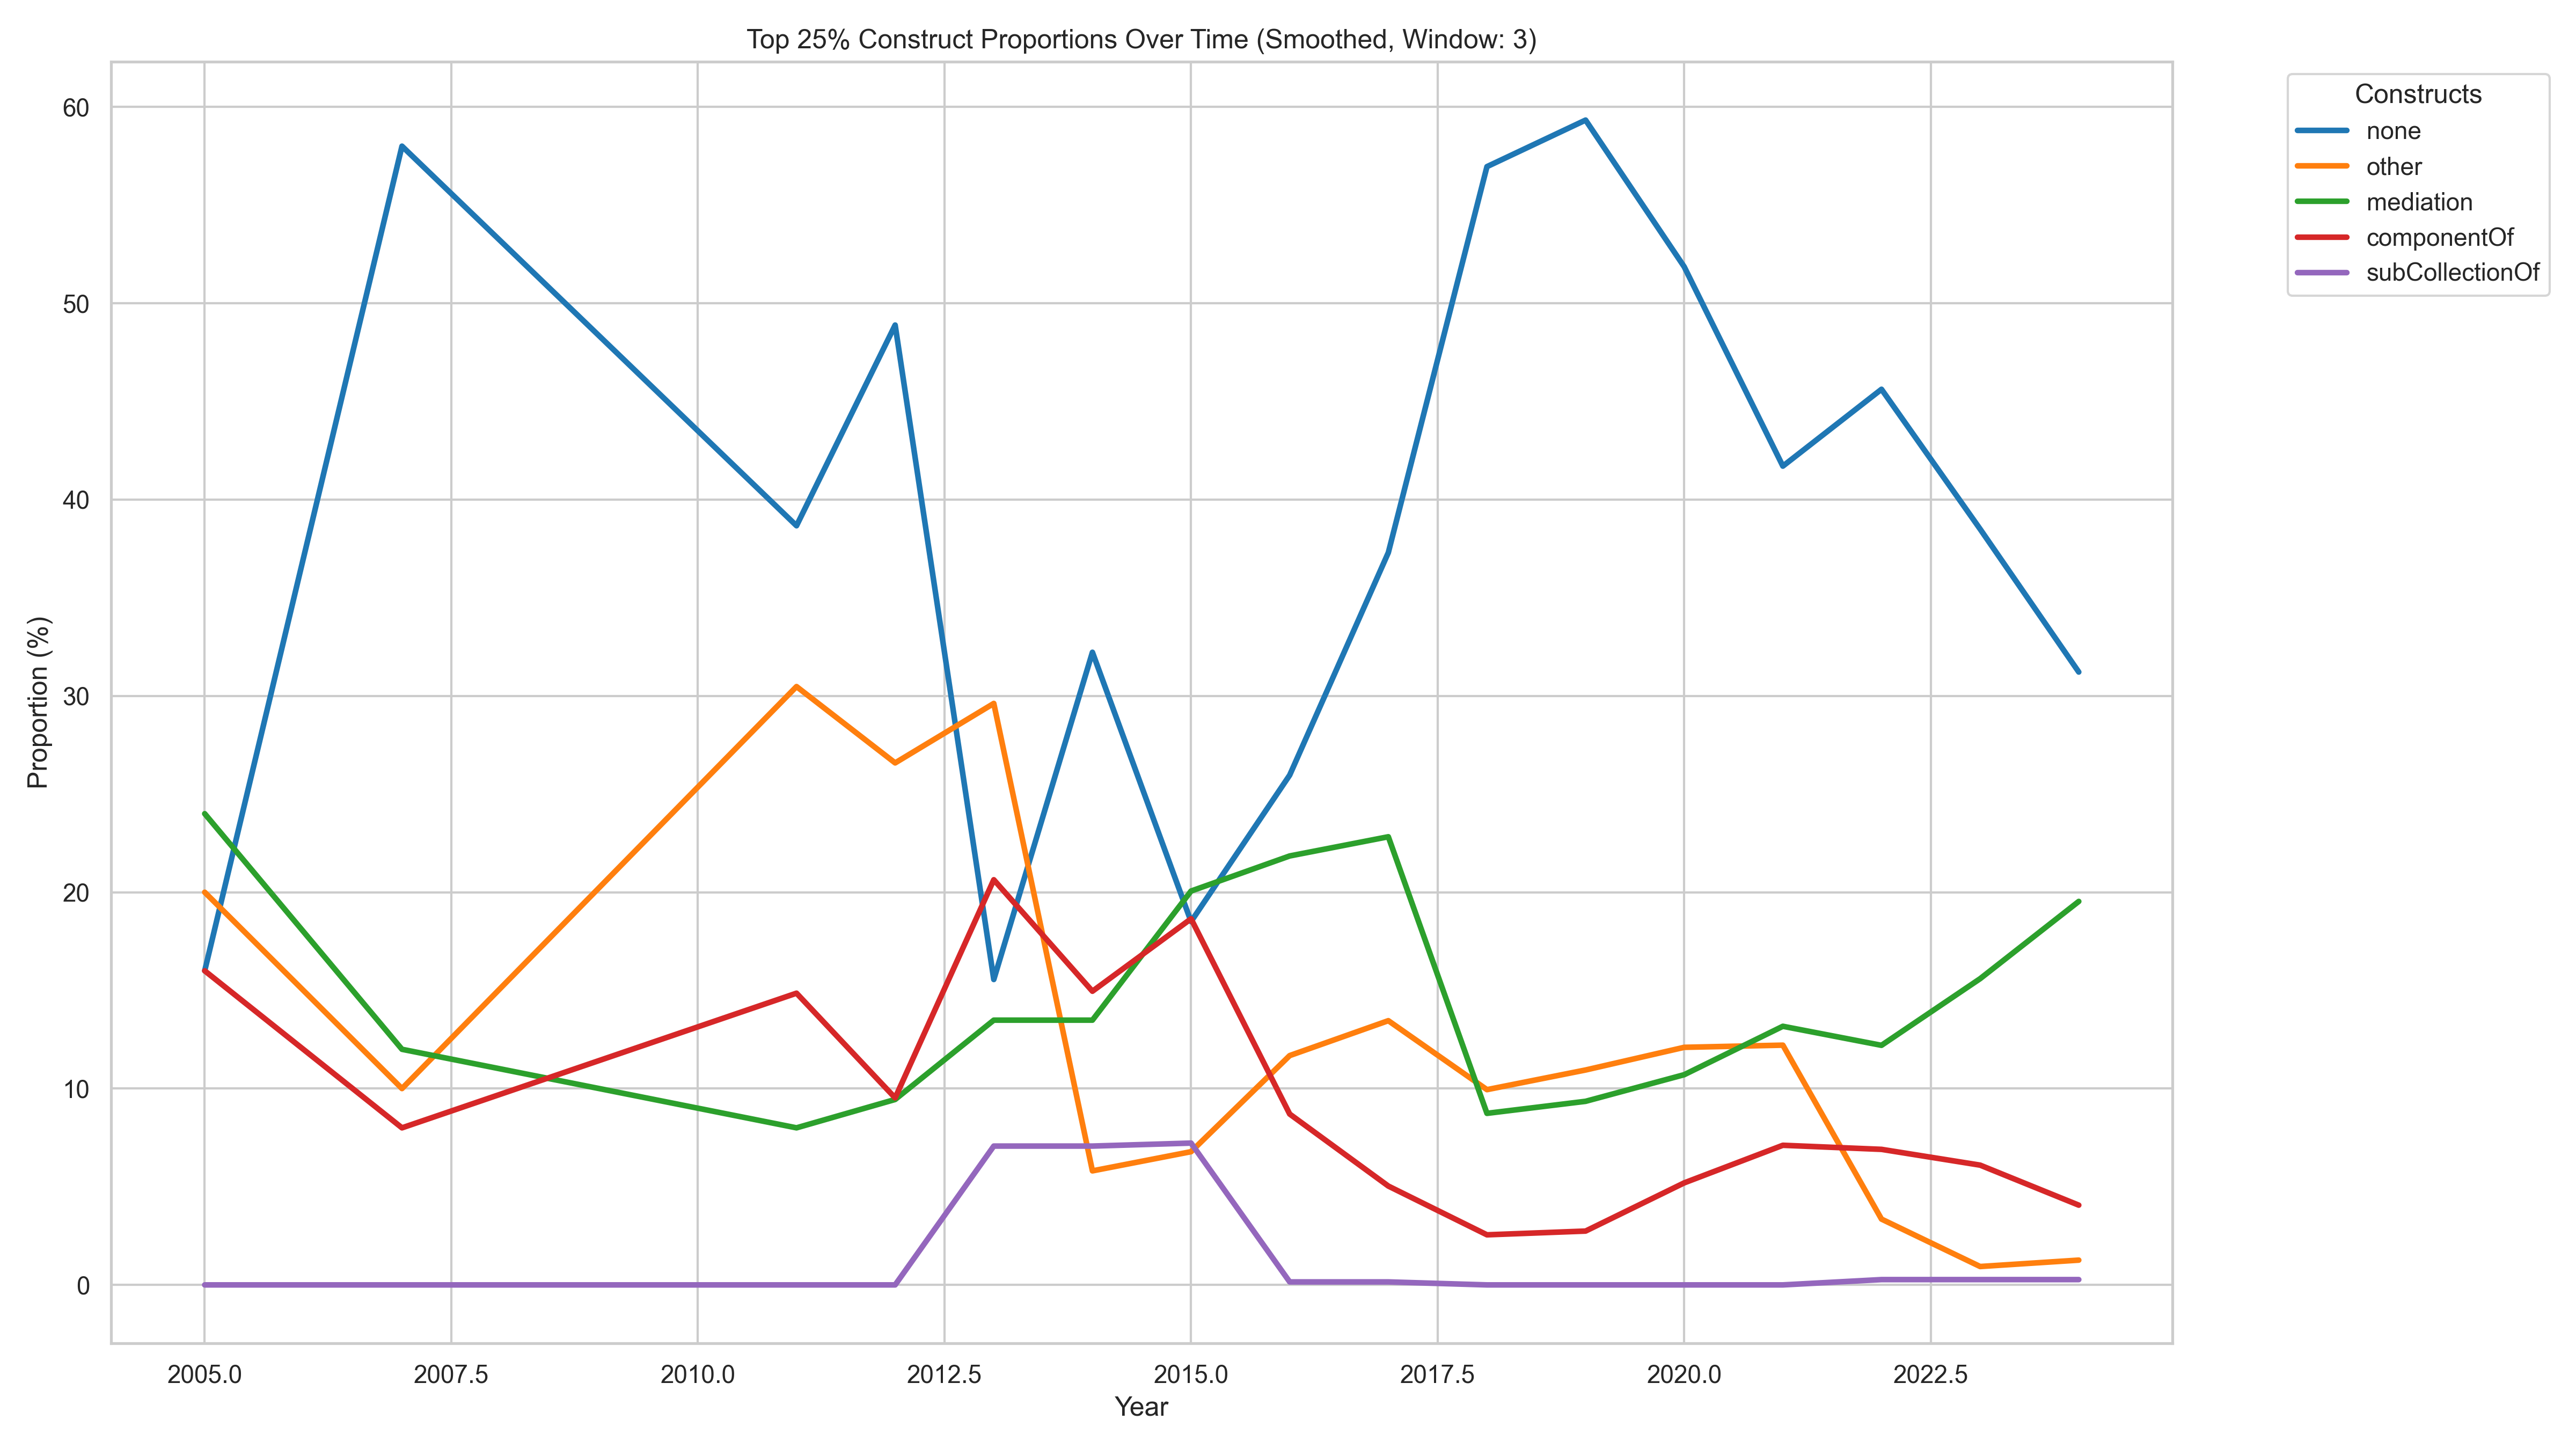 Top 25% Construct Proportions Over Time (Smoothed, Window: 3)
Constructs
none
other
mediation
componentOf
subCollectionOf
Proportion (%)
60
50
40
30
20
10
0
2005.0 2007.5 2010.0 2012.5 2015.0 2017.5 2020.0 2022.5
Year